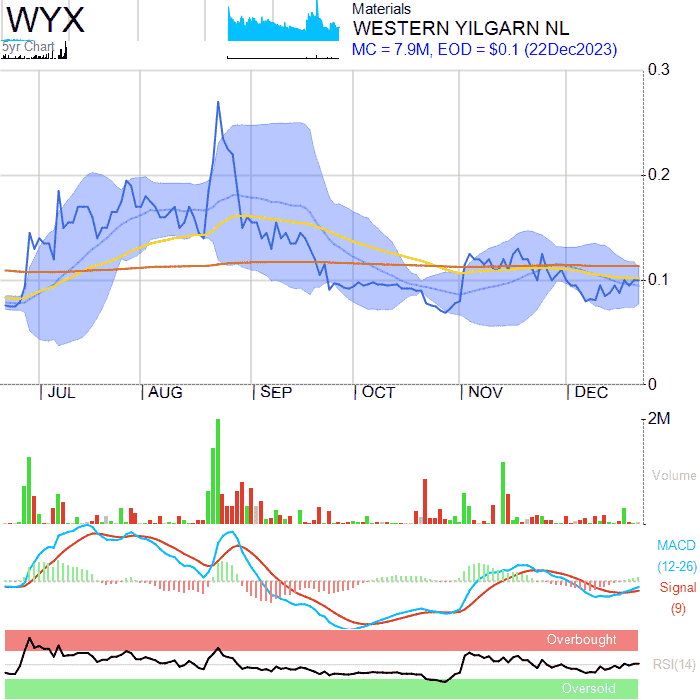 WYX
5yr Chart
Materials
WESTERN YILGARN NL
MC = 7.9M, EOD = $0.1 (22Dec2023)
0.3
0.2
0.1
0
JUL AUG SEP OCT NOV DEC
2M
Volume
MACD
(12-26)
Signal
(9)
Overbought
RSI(14)
Oversold